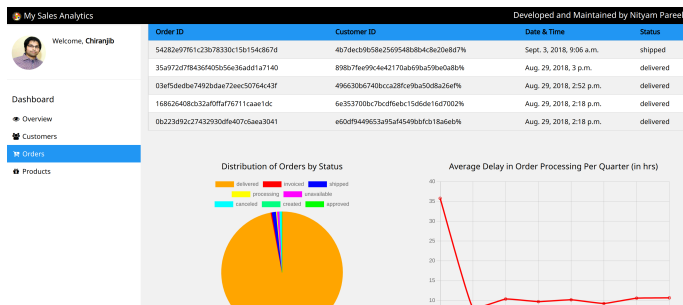 My Sales Analytics
Developed and Maintained by Nityam Pareek
Welcome, Chiranjib
Dashboard
Overview
Customers
Orders
Products
Order ID Customer ID Date & Time Status
54282e97f61c23b78330c15b154c867d 4b7decb9b58e2569548b8b4c8e20e8d7% Sept. 3, 2018, 9:06 a.m. shipped
35a972d7f8436f405b56e36add1a7140 898b7fee99c4e42170ab69ba59be0a8b% Aug. 29, 2018, 3 p.m. delivered
03ef5dedbe7492bdae72eec50764c43f 496630b6740bcca28fce9ba50d8a26ef% Aug. 29, 2018, 2:52 p.m. delivered
168626408cb32af0ffaf76711caae1dc 6e353700bc7bcdf6ebc15d6de16d7002% Aug. 29, 2018, 2:18 p.m. delivered
0b223d92c27432930dfe407c6aea3041 e60df9449653a95af4549bbfcb18a6eb% Aug. 29, 2018, 2:18 p.m. delivered
Distribution of Orders by Status
delivered invoiced shipped
processing unavailable
canceled created approved
Average Delay in Order Processing Per Quarter (in hrs)
40
35
30
25
20
15
10